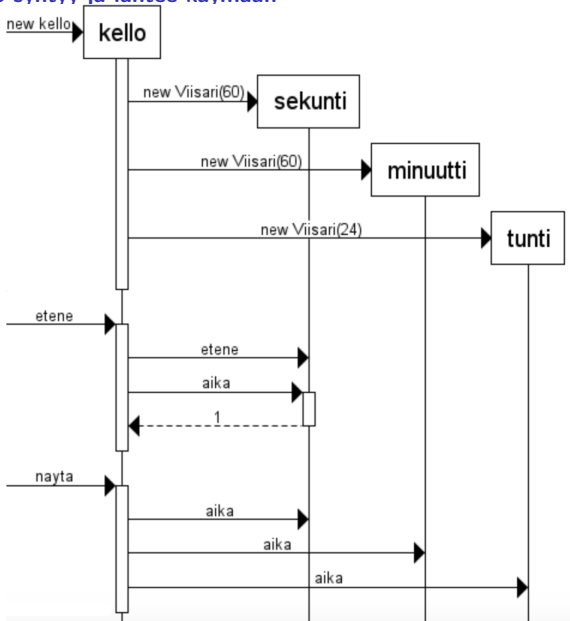 new kello
kello
new Viisari(60)
sekunti
new Viisari(60)
minuutti
new Viisari(24)
tunti
etene
etene
aika
1
nayta
aika
aika
aika